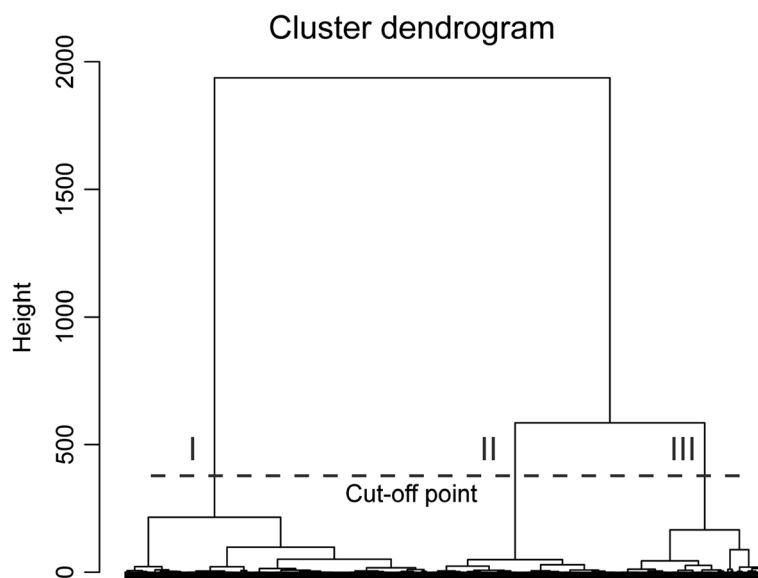 Cluster dendrogram
2000
1500
1000
500
0
Height
I II III
Cut-off point